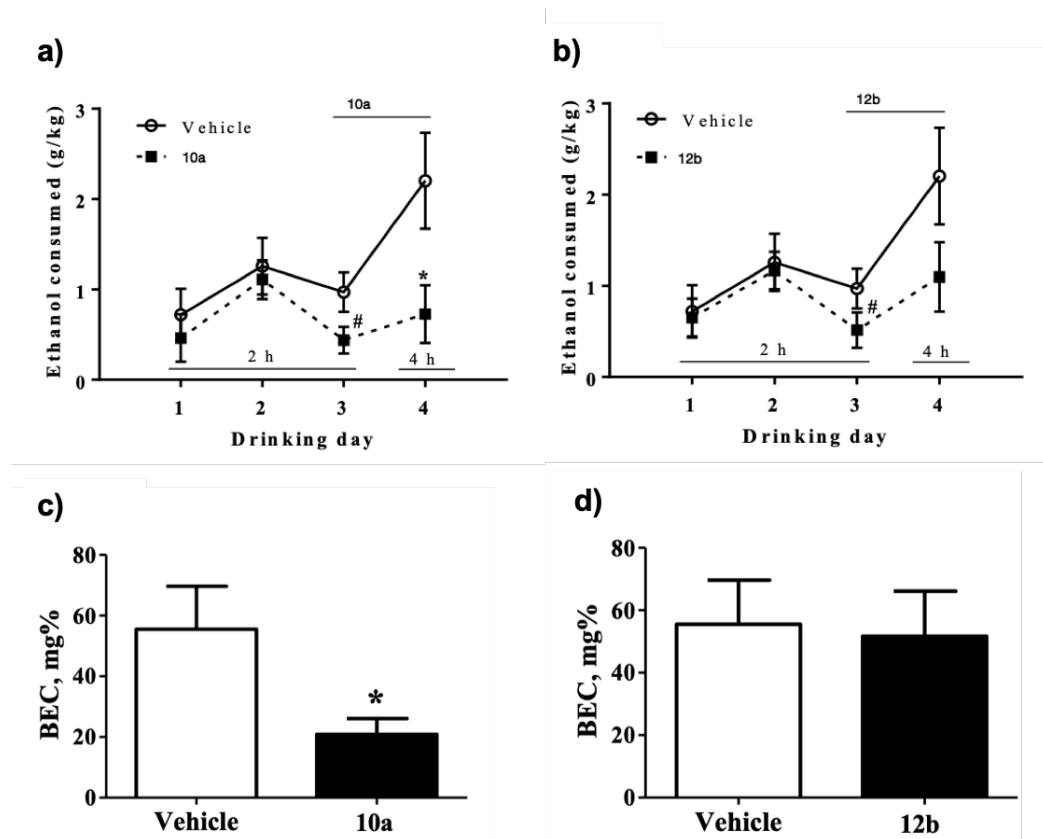 a)
10a
Ethanol consumed (g/kg)
3
2
1
0
Vehicle
10a
*
#
2 h
4 h
1 2 3 4
Drinking day
b)
12b
Ethanol consumed (g/kg)
3
2
1
0
Vehicle
12b
#
2 h
4 h
1 2 3 4
Drinking day
c)
BEC, mg%
80
60
40
20
0
*
Vehicle 10a
d)
BEC, mg%
80
60
40
20
0
Vehicle 12b